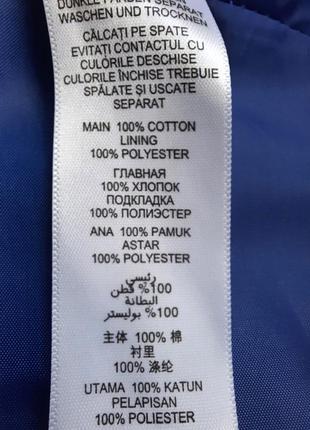 DUNKLE FARBEN SEPARAT
WASCHEN UND TROCKNEN
CĂLCAȚI PE SPATE
EVITAȚI CONTACTUL CU
CULORILE DESCHISE
CULORILE ÎNCHISE TREBUIE
SPĂLATE ȘI USCATE
SEPARAT
MAIN 100% COTTON
LINING
100% POLYESTER
ГЛАВНАЯ
100% ХЛОПОК
ПОДКЛАДКА
100% ПОЛИЭСТЕР
ANA 100% PAMUK
ASTAR
100% POLYESTER
رئيسي
100% قطن
البطانة
100% بوليستر
主体 100% 棉
衬里
100% 涤纶
UTAMA 100% KATUN
PELAPISAN
100% POLIESTER